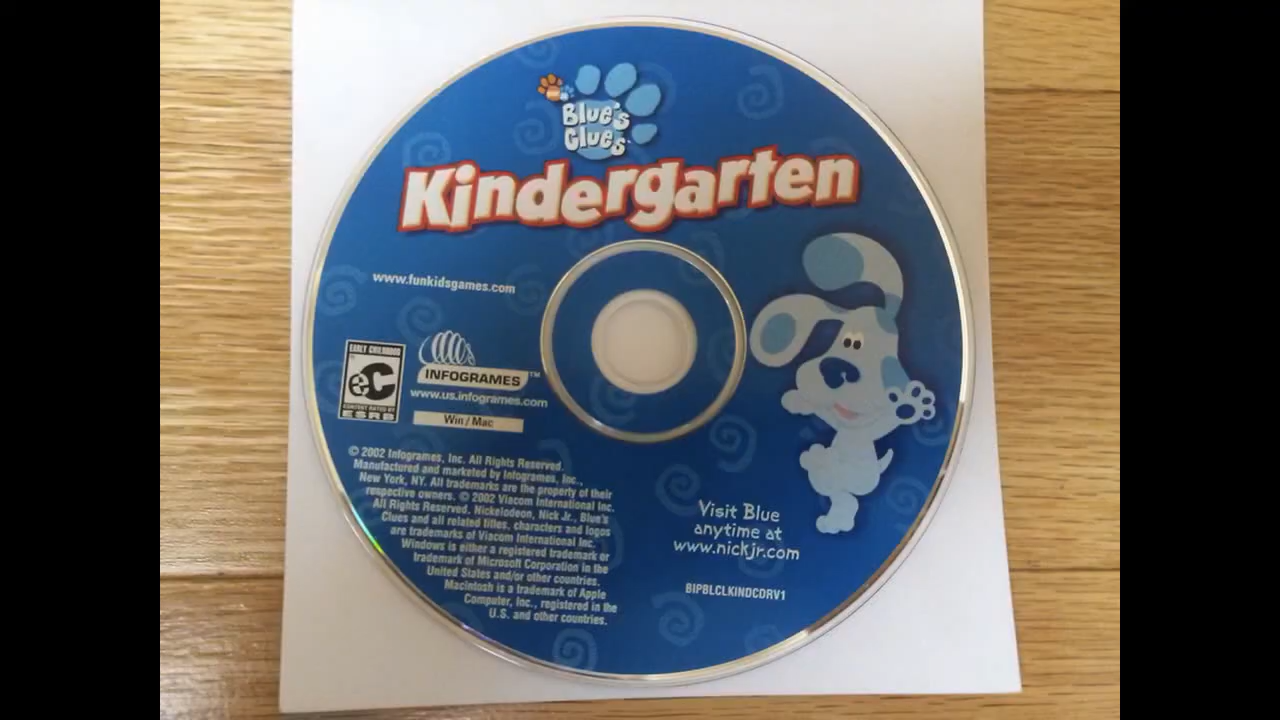 Blue's
Clues
Kindergarten
www.funkidsgames.com
EARLY CHILDHOOD
eC
CONTENT RATED BY
ESRB
INFOGRAMES™
www.us.infogrames.com
Win / Mac
© 2002 Infogrames, Inc. All Rights Reserved.
Manufactured and marketed by Infogrames, Inc.,
New York, NY. All trademarks are the property of their
respective owners. © 2002 Viacom International Inc.
All Rights Reserved. Nickelodeon, Nick Jr., Blue's
Clues and all related titles, characters and logos
are trademarks of Viacom International Inc.
Windows is either a registered trademark or
trademark of Microsoft Corporation in the
United States and/or other countries.
Macintosh is a trademark of Apple
Computer, Inc., registered in the
U.S. and other countries.
Visit Blue
anytime at
www.nickjr.com
BIPBLCLKINDCDRV1